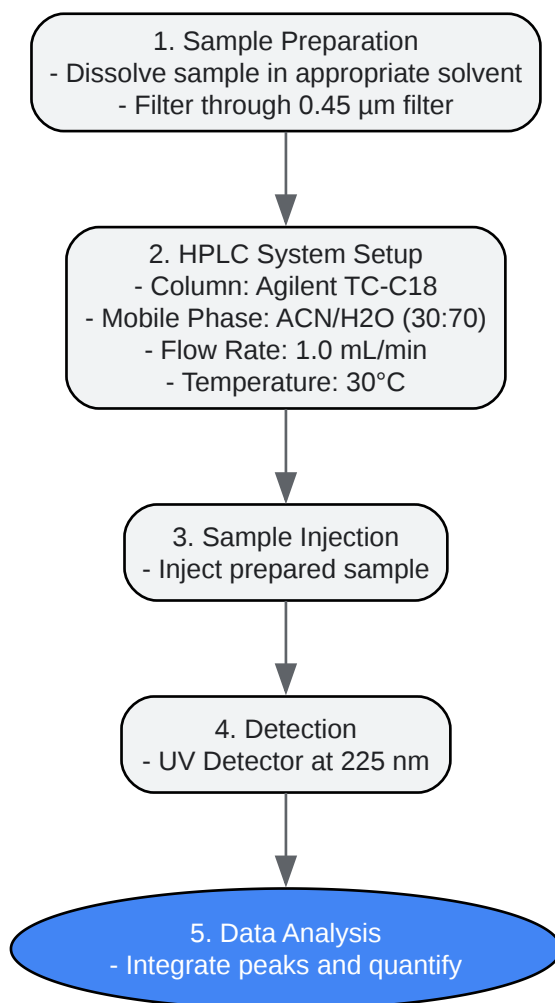 1. Sample Preparation
- Dissolve sample in appropriate solvent
- Filter through 0.45 µm filter
2. HPLC System Setup
- Column: Agilent TC-C18
- Mobile Phase: ACN/H2O (30:70)
- Flow Rate: 1.0 mL/min
- Temperature: 30°C
3. Sample Injection
- Inject prepared sample
4. Detection
- UV Detector at 225 nm
5. Data Analysis
- Integrate peaks and quantify